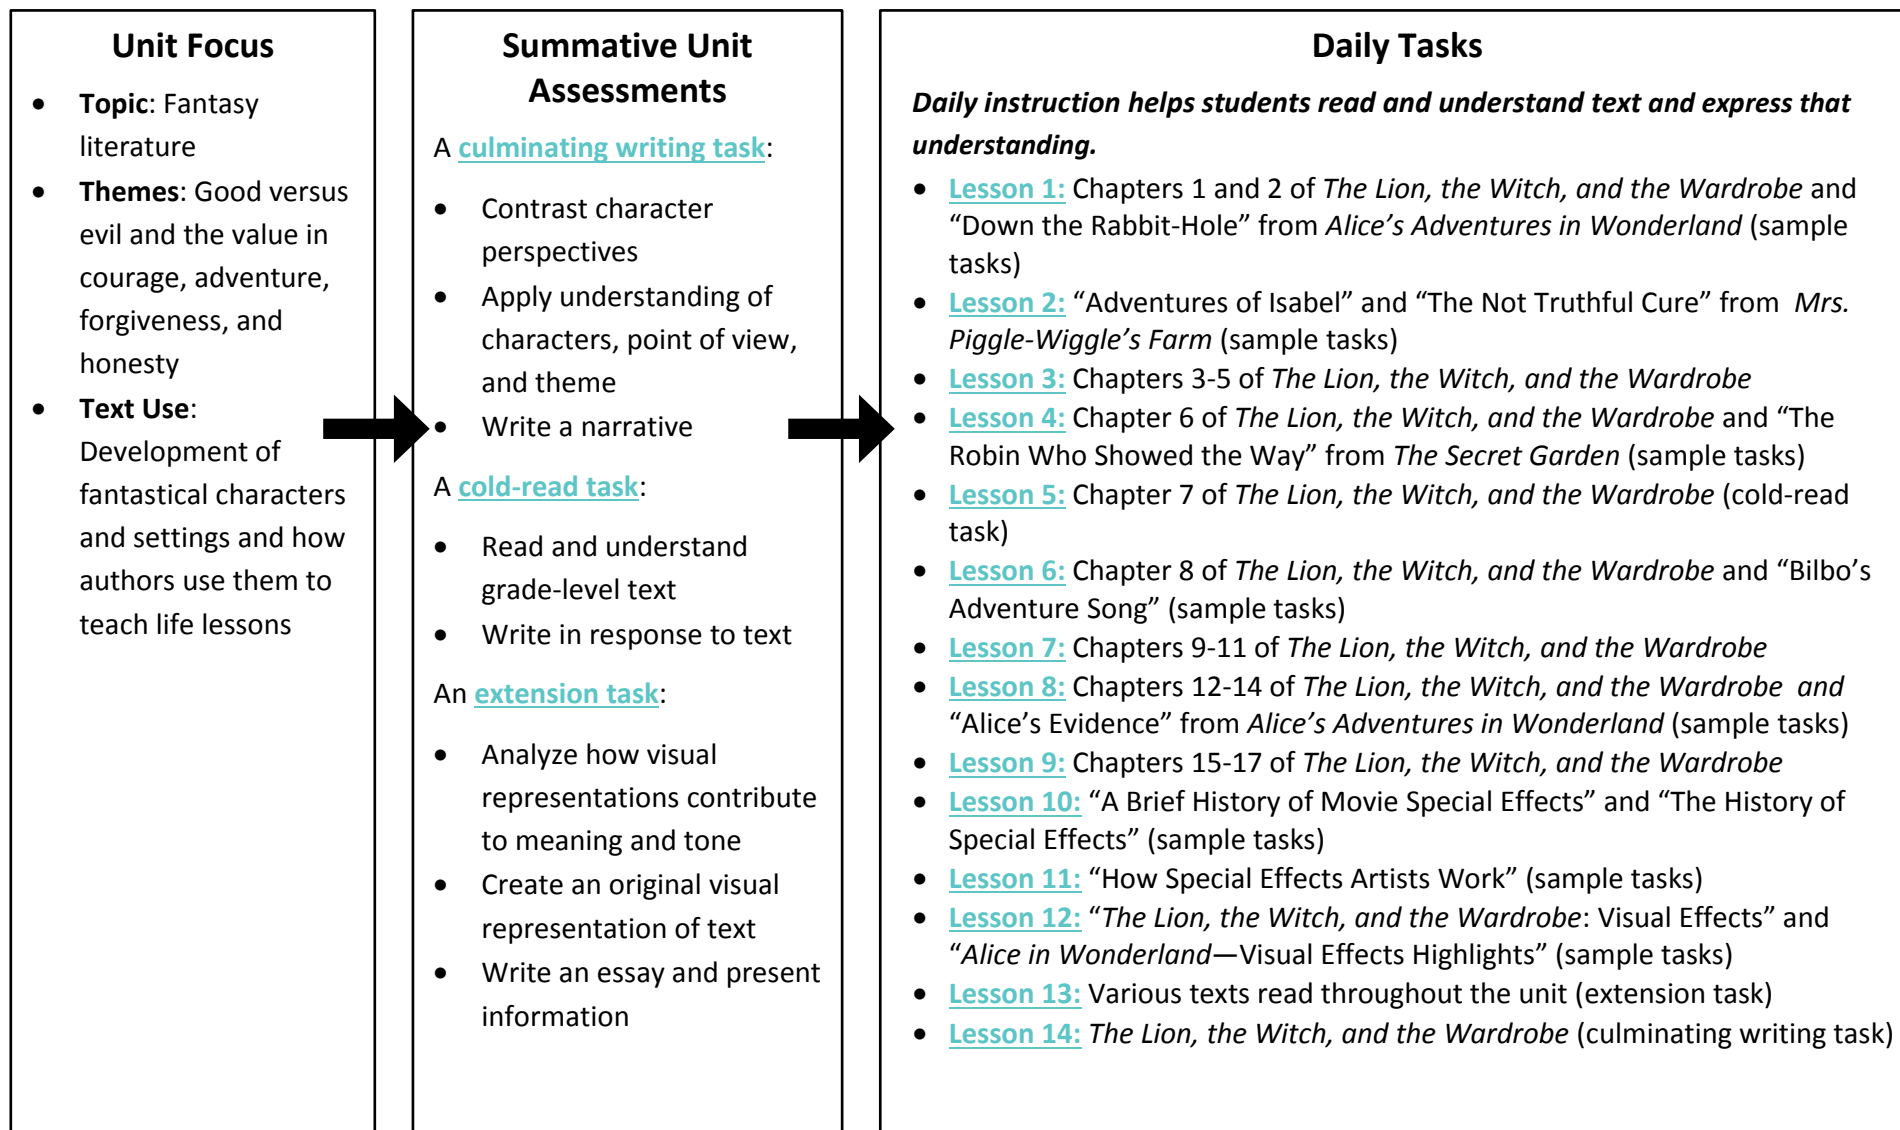 Unit Focus
• Topic: Fantasy
literature
• Themes: Good versus
evil and the value in
courage, adventure,
forgiveness, and
honesty
• Text Use:
Development of
fantastical characters
and settings and how
authors use them to
teach life lessons
Summative Unit
Assessments
A culminating writing task:
• Contrast character
perspectives
• Apply understanding of
characters, point of view,
and theme
• Write a narrative
A cold-read task:
• Read and understand
grade-level text
• Write in response to text
An extension task:
• Analyze how visual
representations contribute
to meaning and tone
• Create an original visual
representation of text
• Write an essay and present
information
Daily Tasks
Daily instruction helps students read and understand text and express that
understanding.
• Lesson 1: Chapters 1 and 2 of The Lion, the Witch, and the Wardrobe and
“Down the Rabbit-Hole” from Alice’s Adventures in Wonderland (sample
tasks)
• Lesson 2: “Adventures of Isabel” and “The Not Truthful Cure” from Mrs.
Piggle-Wiggle’s Farm (sample tasks)
• Lesson 3: Chapters 3-5 of The Lion, the Witch, and the Wardrobe
• Lesson 4: Chapter 6 of The Lion, the Witch, and the Wardrobe and “The
Robin Who Showed the Way” from The Secret Garden (sample tasks)
• Lesson 5: Chapter 7 of The Lion, the Witch, and the Wardrobe (cold-read
task)
• Lesson 6: Chapter 8 of The Lion, the Witch, and the Wardrobe and “Bilbo’s
Adventure Song” (sample tasks)
• Lesson 7: Chapters 9-11 of The Lion, the Witch, and the Wardrobe
• Lesson 8: Chapters 12-14 of The Lion, the Witch, and the Wardrobe and
“Alice’s Evidence” from Alice’s Adventures in Wonderland (sample tasks)
• Lesson 9: Chapters 15-17 of The Lion, the Witch, and the Wardrobe
• Lesson 10: “A Brief History of Movie Special Effects” and “The History of
Special Effects” (sample tasks)
• Lesson 11: “How Special Effects Artists Work” (sample tasks)
• Lesson 12: “The Lion, the Witch, and the Wardrobe: Visual Effects” and
“Alice in Wonderland—Visual Effects Highlights” (sample tasks)
• Lesson 13: Various texts read throughout the unit (extension task)
• Lesson 14: The Lion, the Witch, and the Wardrobe (culminating writing task)